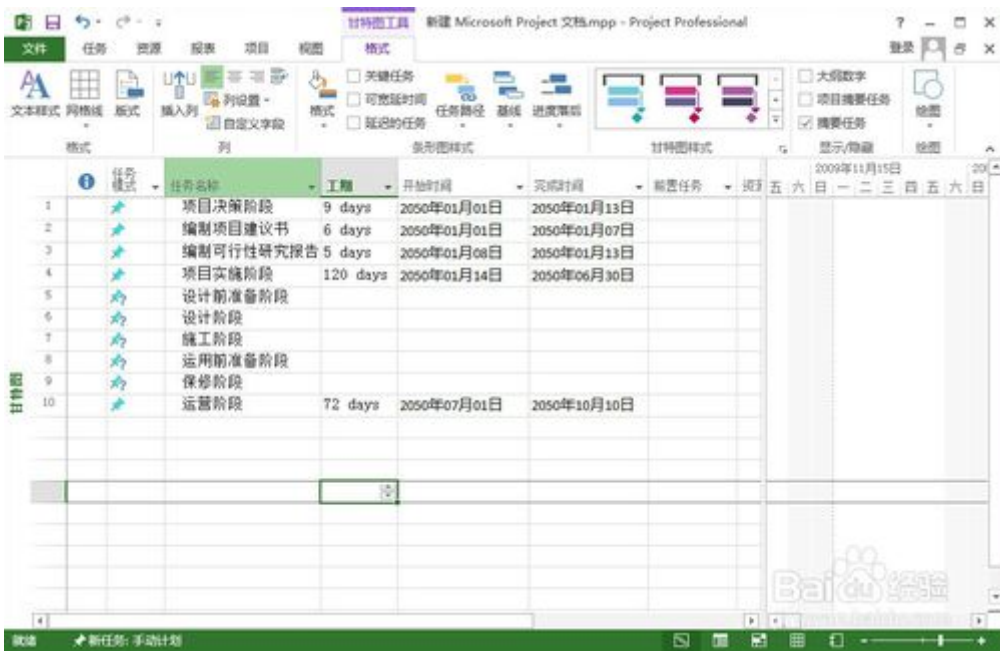 甘特图工具 新建 Microsoft Project 文档.mpp - Project Professional
文件 任务 资源 报表 项目 视图 格式 登录
文本样式 网格线 版式 插入列 列设置 自定义字段 格式
关键任务
可宽延时间
延迟的任务
任务路径 基线 进度落后
大纲数字
项目摘要任务
摘要任务
绘图
格式 列 条形图样式 甘特图样式 显示/隐藏 绘图
任务模式 任务名称 工期 开始时间 完成时间 前置任务
2009年11月15日 20
五 六 日 一 二 三 四 五 六 日
1 项目决策阶段 9 days 2050年01月01日 2050年01月13日
2 编制项目建议书 6 days 2050年01月01日 2050年01月07日
3 编制可行性研究报告 5 days 2050年01月08日 2050年01月13日
4 项目实施阶段 120 days 2050年01月14日 2050年06月30日
5 设计前准备阶段
6 设计阶段
7 施工阶段
8 运用前准备阶段
9 保修阶段
10 运营阶段 72 days 2050年07月01日 2050年10月10日
甘特图
Baidu经验
就绪 新任务: 手动计划